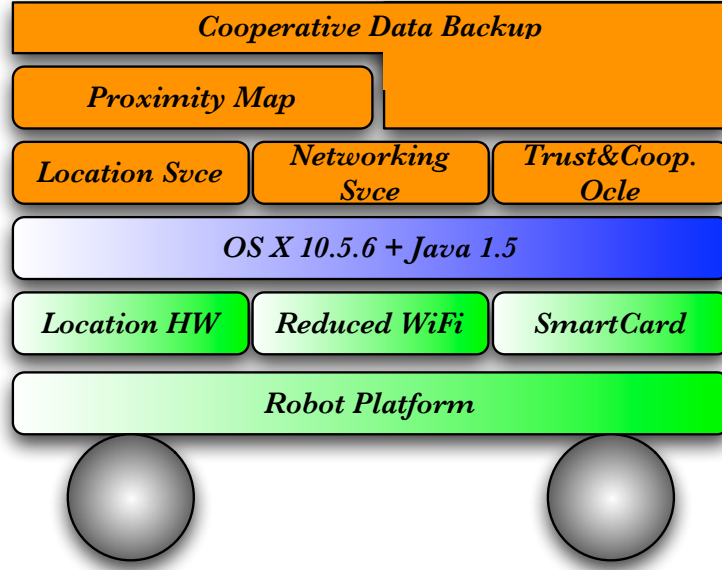 Cooperative Data Backup
Proximity Map
Location Svce
Networking
Svce
Trust&Coop.
Ocle
OS X 10.5.6 + Java 1.5
Location HW
Reduced WiFi
SmartCard
Robot Platform